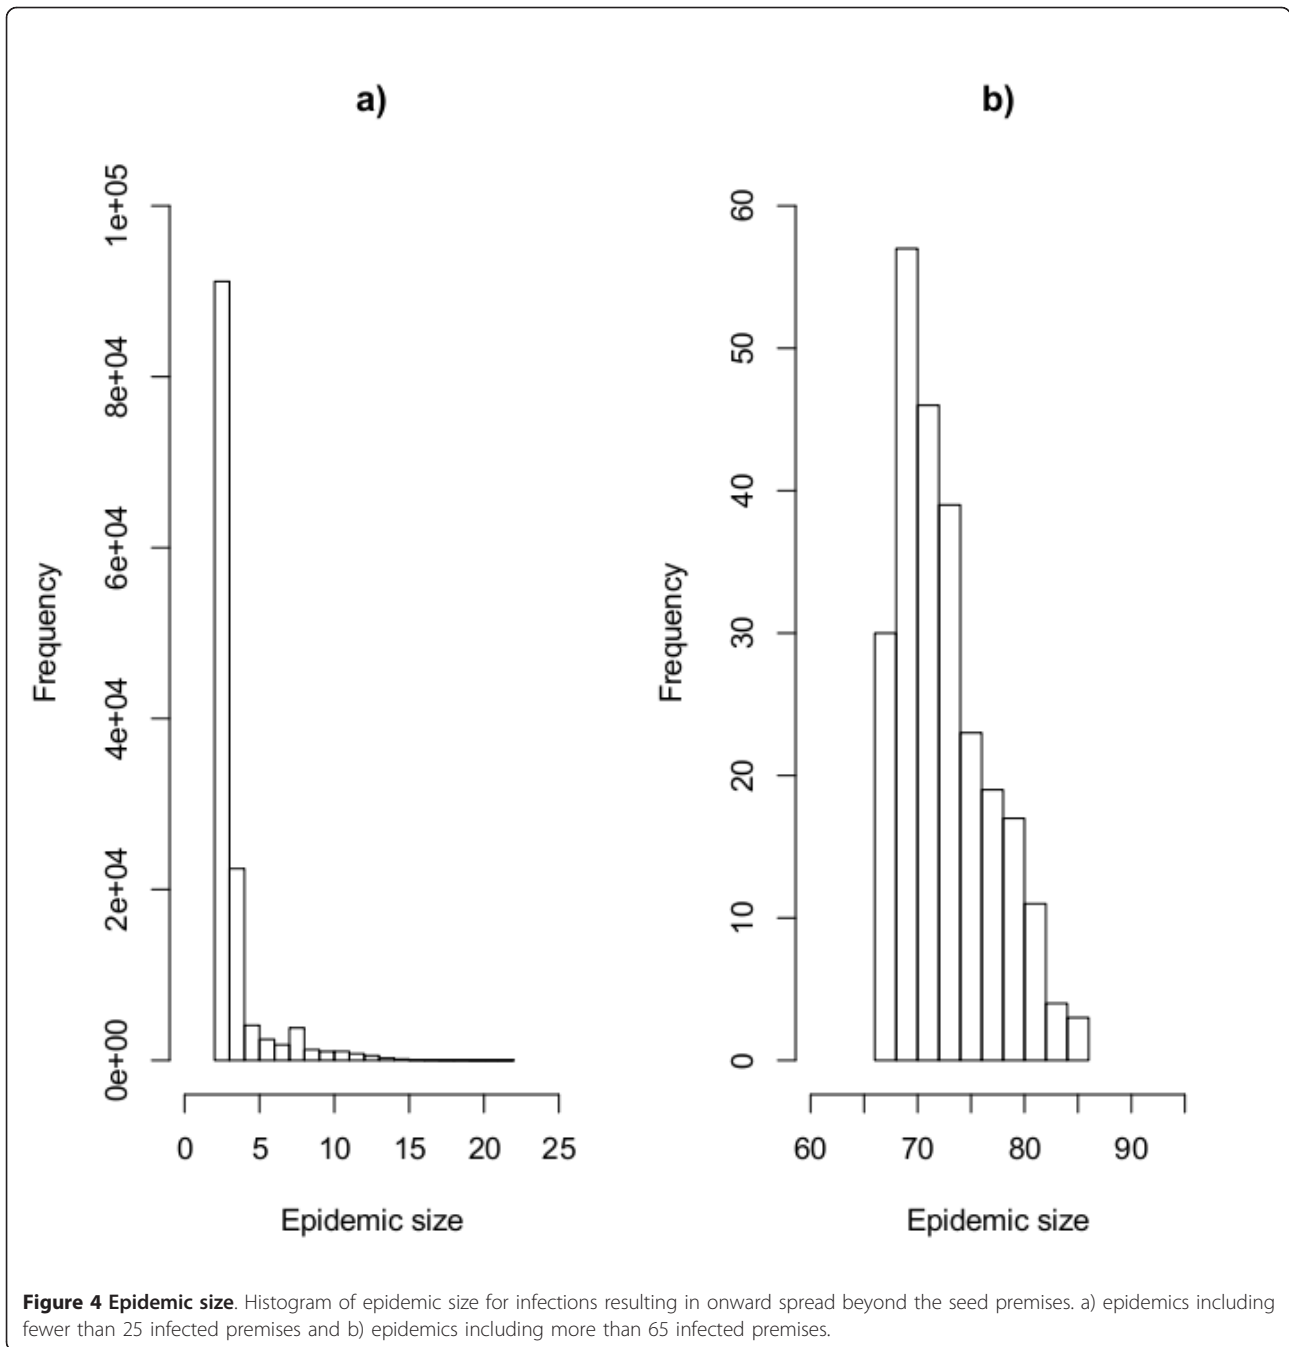 a)
b)
Frequency
0e+00 2e+04 4e+04 6e+04 8e+04 1e+05
0 5 10 15 20 25
Epidemic size
Frequency
0 10 20 30 40 50 60
60 70 80 90
Epidemic size
Figure 4 Epidemic size. Histogram of epidemic size for infections resulting in onward spread beyond the seed premises. a) epidemics including
fewer than 25 infected premises and b) epidemics including more than 65 infected premises.